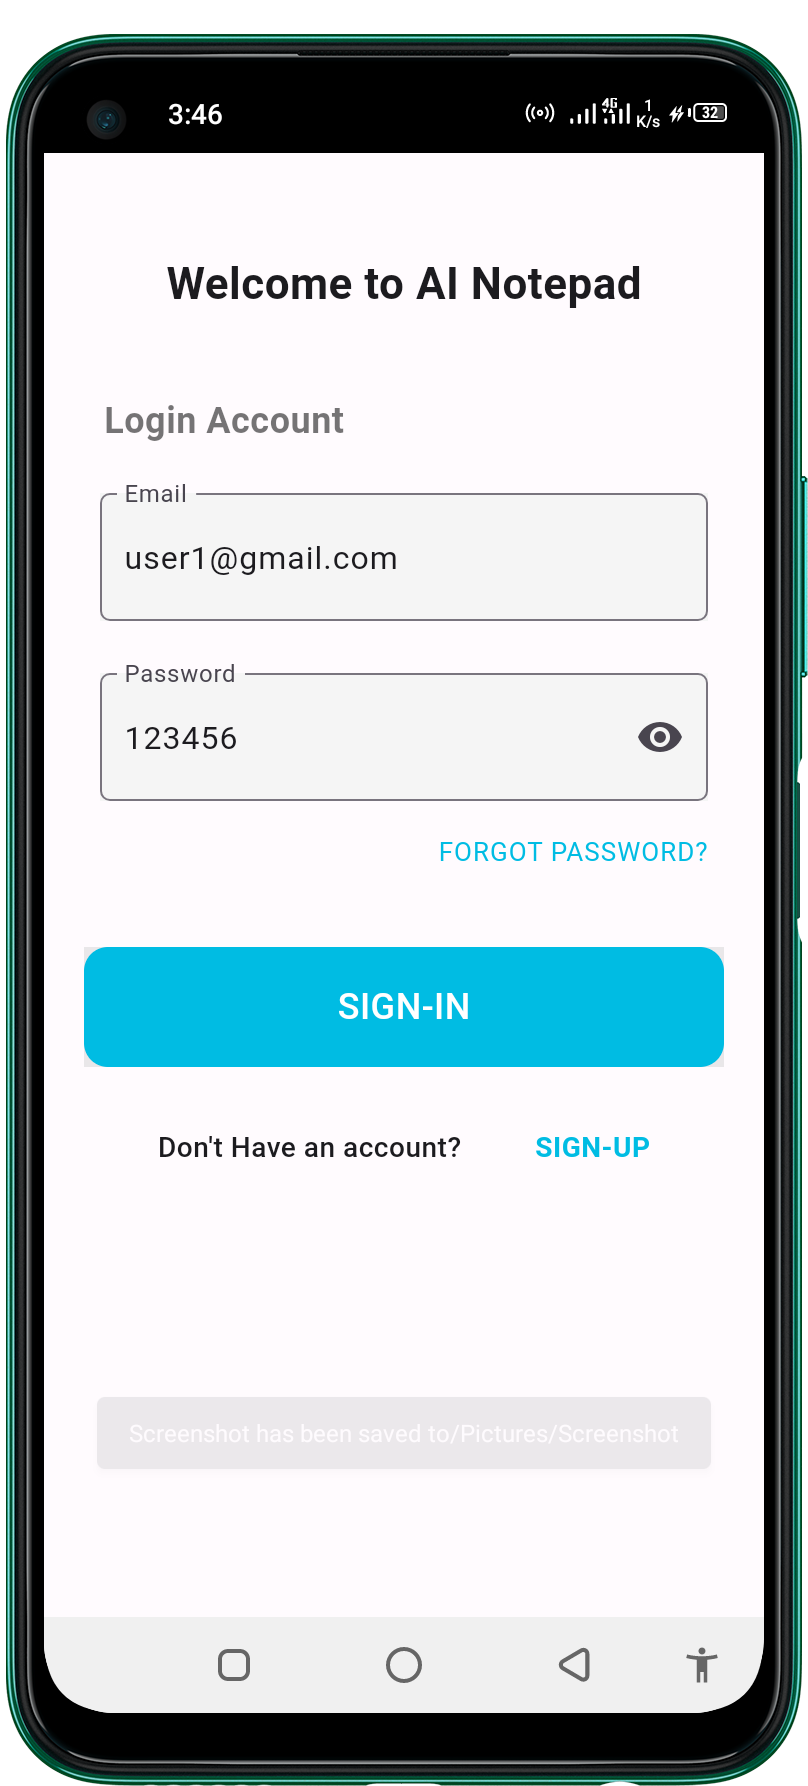 3:46
4G
1
K/s
32
Welcome to AI Notepad
Login Account
Email
user1@gmail.com
Password
123456
FORGOT PASSWORD?
SIGN-IN
Don't Have an account? SIGN-UP
Screenshot has been saved to/Pictures/Screenshot